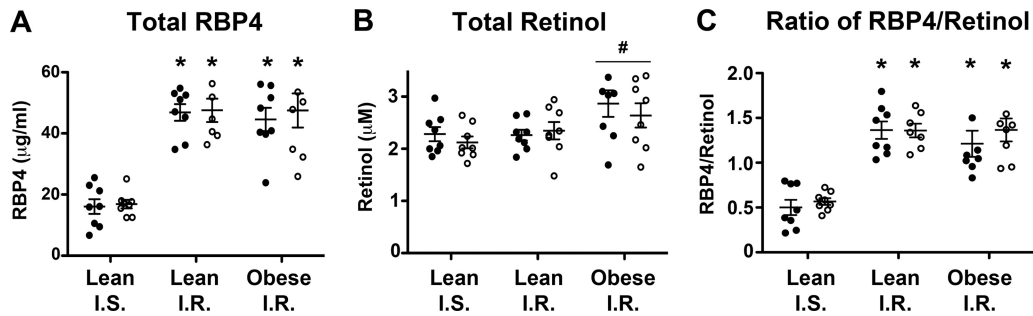 A Total RBP4
RBP4 (μg/ml)
60
40
20
0
* * * *
Lean I.S.
Lean I.R.
Obese I.R.
B Total Retinol
Retinol (μM)
3
2
1
0
#
Lean I.S.
Lean I.R.
Obese I.R.
C Ratio of RBP4/Retinol
RBP4/Retinol
2.0
1.5
1.0
0.5
0.0
* * * *
Lean I.S.
Lean I.R.
Obese I.R.